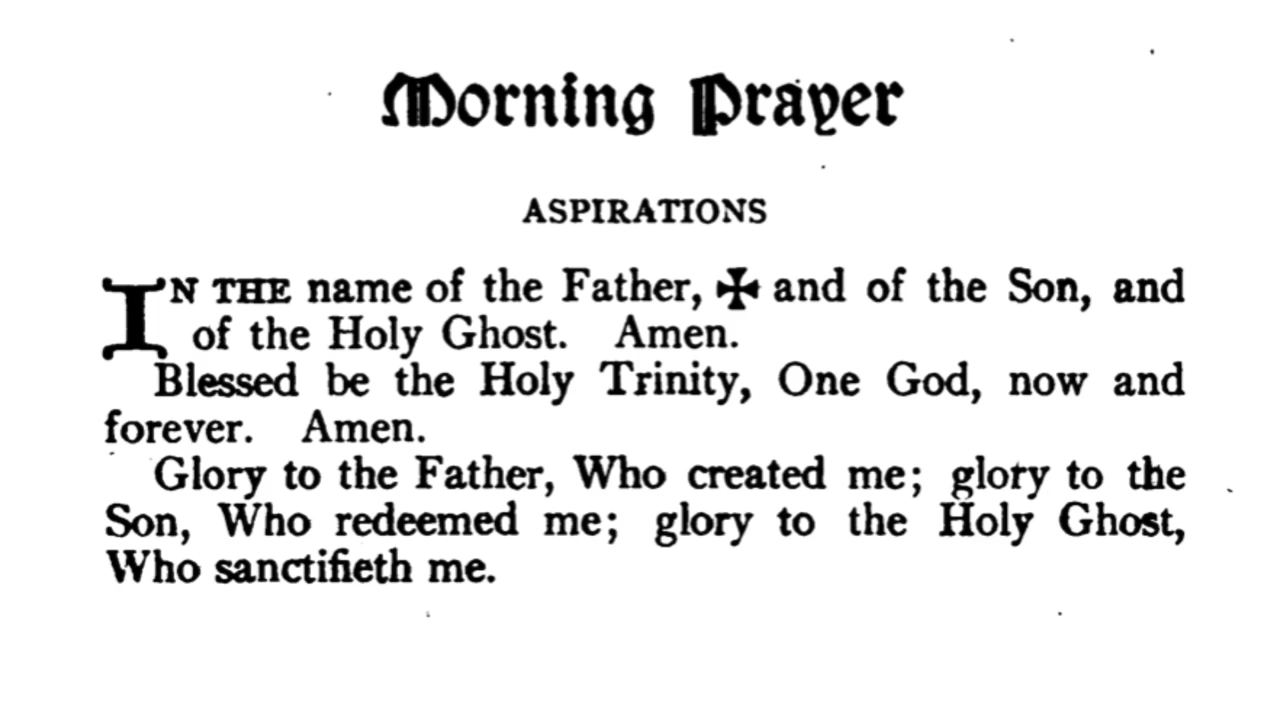 Morning Prayer
ASPIRATIONS
IN THE name of the Father, ✠ and of the Son, and
of the Holy Ghost. Amen.
Blessed be the Holy Trinity, One God, now and
forever. Amen.
Glory to the Father, Who created me; glory to the
Son, Who redeemed me; glory to the Holy Ghost,
Who sanctifieth me.